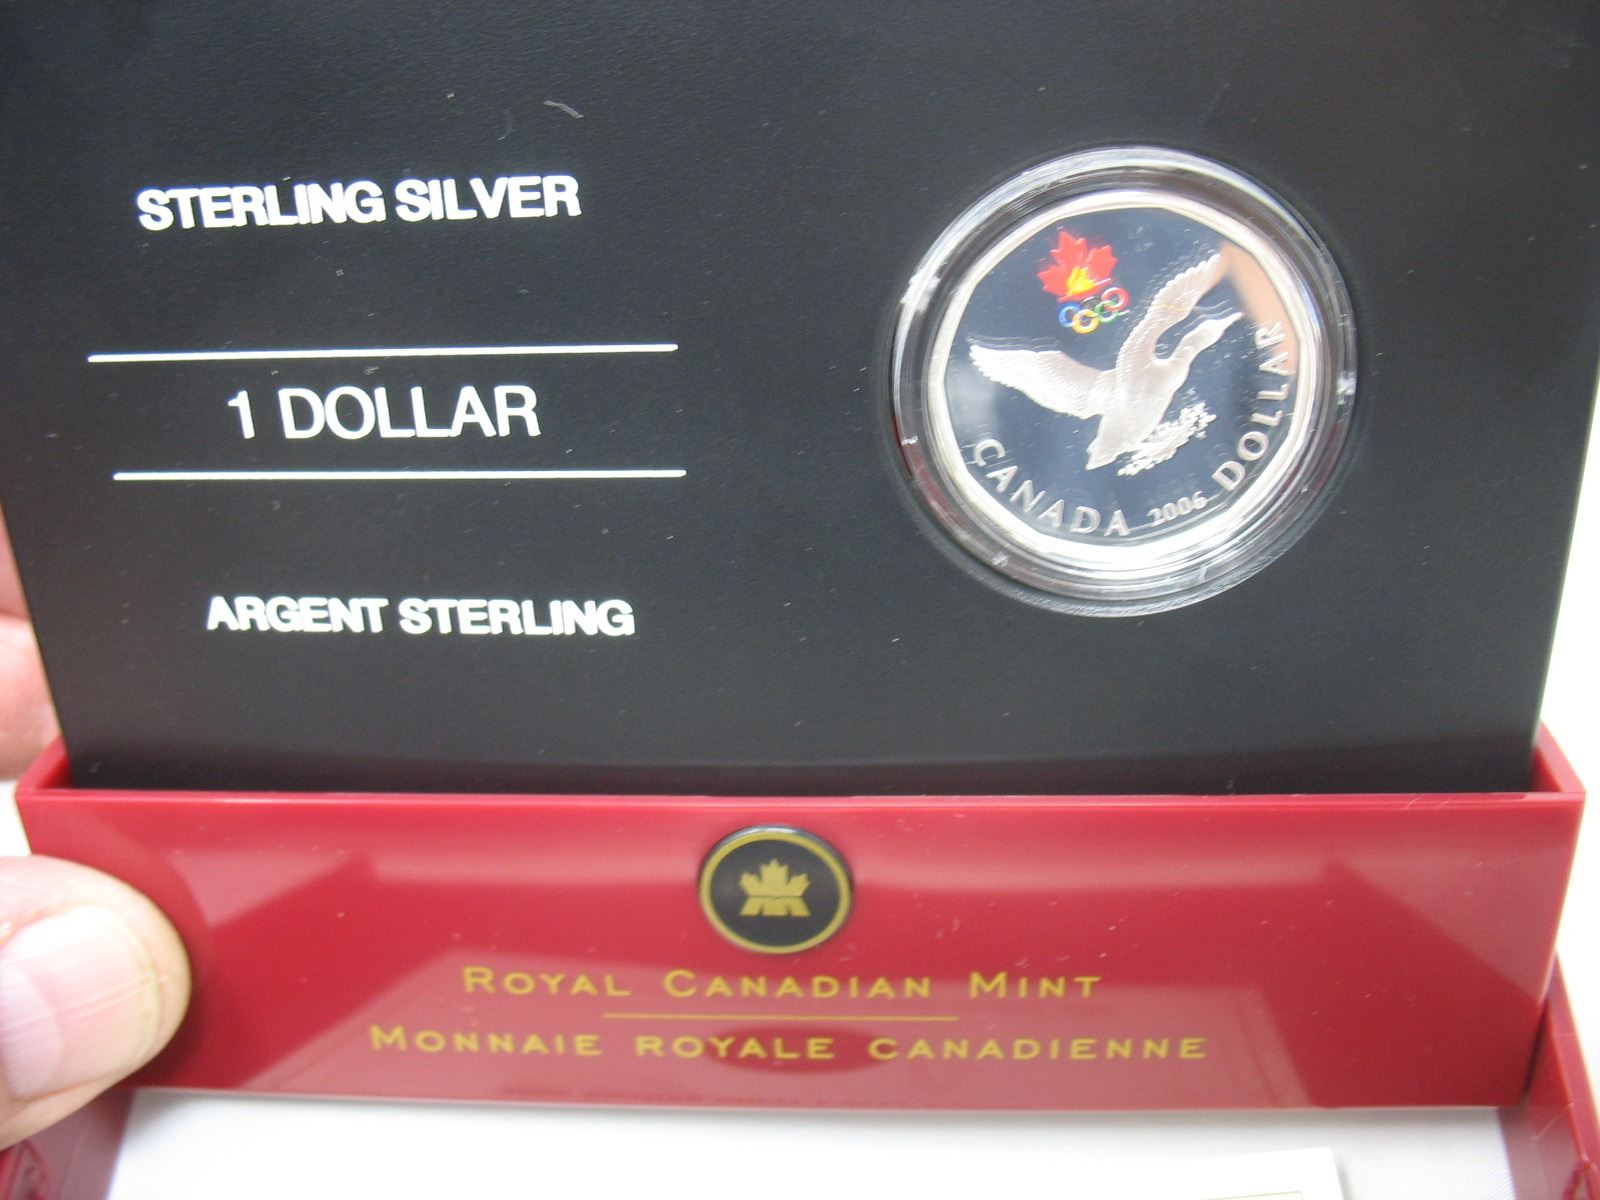 STERLING SILVER
1 DOLLAR
ARGENT STERLING
CANADA 2006 DOLLAR
ROYAL CANADIAN MINT
MONNAIE ROYALE CANADIENNE